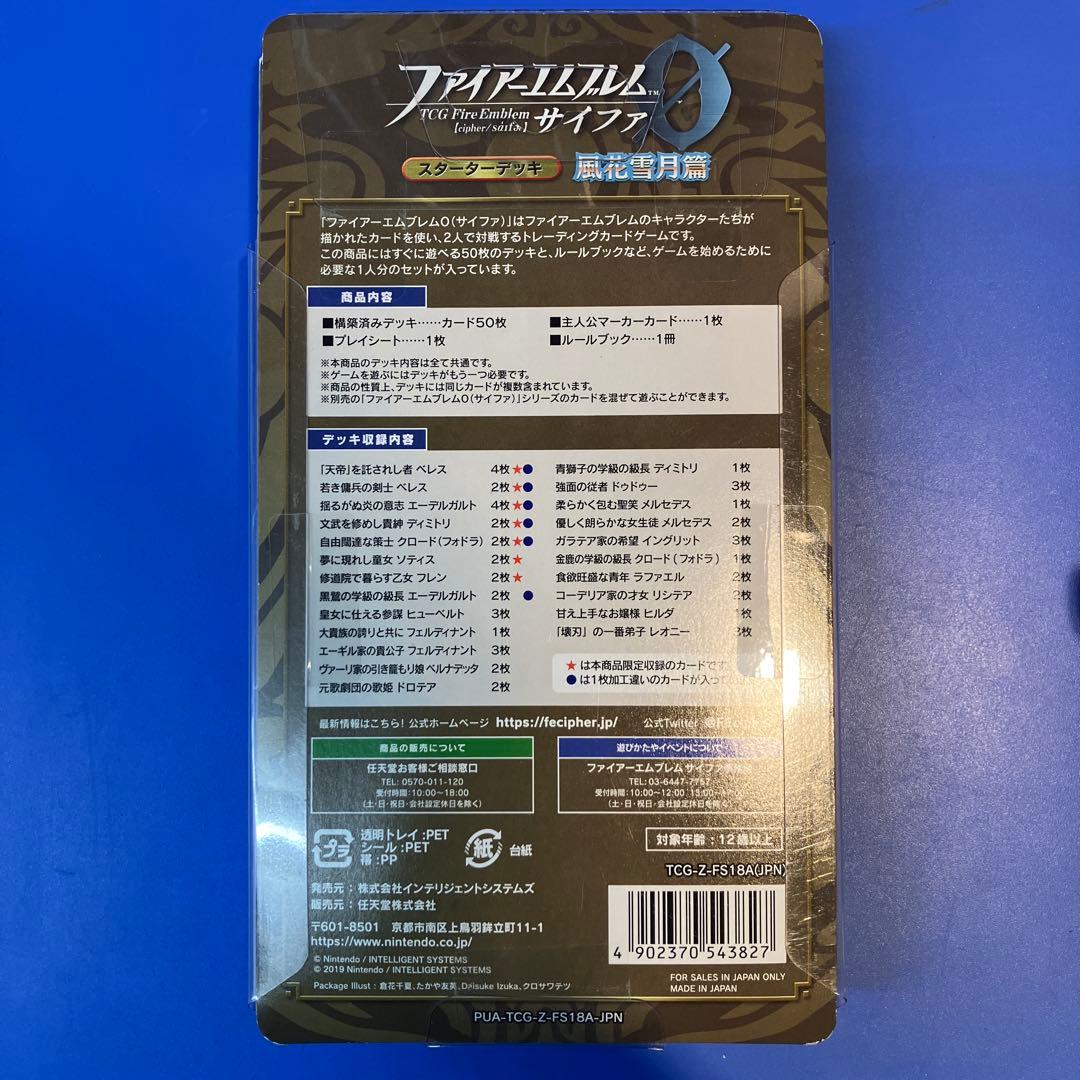 ファイアーエムブレム0™
TCG Fire Emblem
【cipher/sáɪfɚ】 サイファ
スターターデッキ 風花雪月篇
「ファイアーエムブレム0(サイファ)」はファイアーエムブレムのキャラクターたちが
描かれたカードを使い、2人で対戦するトレーディングカードゲームです。
この商品にはすぐに遊べる50枚のデッキと、ルールブックなど、ゲームを始めるために
必要な1人分のセットが入っています。
商品内容
■構築済みデッキ……カード50枚 ■主人公マーカーカード……1枚
■プレイシート……1枚 ■ルールブック……1冊
※本商品のデッキ内容は全て共通です。
※ゲームを遊ぶにはデッキがもう一つ必要です。
※商品の性質上、デッキには同じカードが複数含まれています。
※別売の「ファイアーエムブレム0(サイファ)」シリーズのカードを混ぜて遊ぶことができます。
デッキ収録内容
「天帝」を託されし者 ベレス 4枚★●
若き傭兵の剣士 ベレス 2枚★●
揺るがぬ炎の意志 エーデルガルト 4枚★●
文武を修めし貴紳 ディミトリ 2枚★●
自由闊達な策士 クロード(フォドラ) 2枚★●
夢に現れし童女 ソティス 2枚★
修道院で暮らす乙女 フレン 2枚★
黒鷲の学級の級長 エーデルガルト 2枚 ●
皇女に仕える参謀 ヒューベルト 3枚
大貴族の誇りと共に フェルディナント 1枚
エーギル家の貴公子 フェルディナント 3枚
ヴァーリ家の引き籠もり娘 ベルナデッタ 2枚
元歌劇団の歌姫 ドロテア 2枚
青獅子の学級の級長 ディミトリ 1枚
強面の従者 ドゥドゥー 3枚
柔らかく包む聖笑 メルセデス 1枚
優しく朗らかな女生徒 メルセデス 2枚
ガラテア家の希望 イングリット 3枚
金鹿の学級の級長 クロード(フォドラ) 1枚
食欲旺盛な青年 ラファエル 2枚
コーデリア家の才女 リシテア 2枚
甘え上手なお嬢様 ヒルダ 1枚
「壊刃」の一番弟子 レオニー 枚
★は本商品限定収録のカードです
●は1枚加工違いのカードが入って
最新情報はこちら! 公式ホームページ https://fecipher.jp/ 公式Twitter
商品の販売について
任天堂お客様ご相談窓口
TEL: 0570-011-120
受付時間:10:00～18:00
(土・日・祝日・会社設定休日を除く)
遊びかたやイベントについて
ファイアーエムブレム サイファ
TEL: 03-6447-7757
受付時間:10:00～12:00
(土・日・祝日・会社設定休日を除く)
プラ 透明トレイ:PET
シール:PET
帯:PP
紙 台紙
対象年齢:12歳以上
TCG-Z-FS18A(JPN)
発売元:株式会社インテリジェントシステムズ
販売元:任天堂株式会社
〒601-8501 京都市南区上鳥羽鉾立町11-1
https://www.nintendo.co.jp/
© Nintendo / INTELLIGENT SYSTEMS
© 2019 Nintendo / INTELLIGENT SYSTEMS
Package Illust:倉花千夏、たかや友英、Daisuke Izuka、クロサワテツ
4 902370 543827
FOR SALES IN JAPAN ONLY
MADE IN JAPAN
PUA-TCG-Z-FS18A-JPN